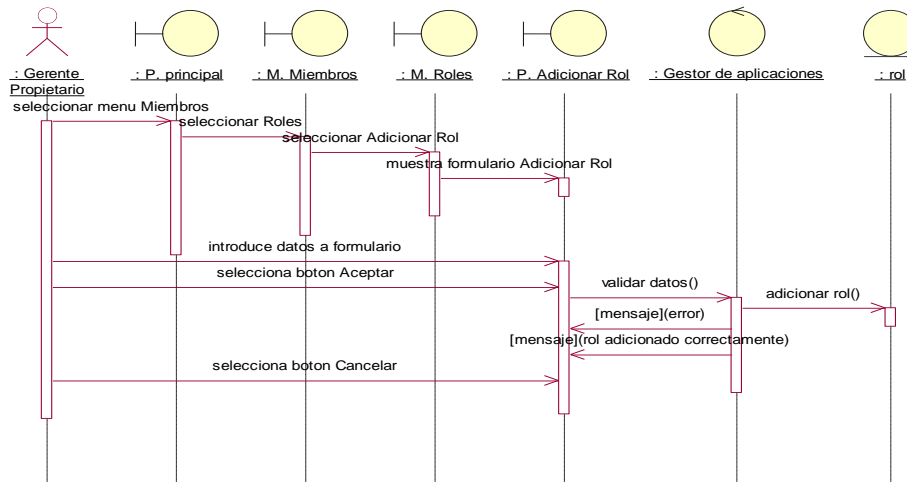 : Gerente
Propietario
: P. principal
: M. Miembros
: M. Roles
: P. Adicionar Rol
: Gestor de aplicaciones
: rol
seleccionar menu Miembros
seleccionar Roles
seleccionar Adicionar Rol
muestra formulario Adicionar Rol
introduce datos a formulario
selecciona boton Aceptar
validar datos()
adicionar rol()
[mensaje](error)
[mensaje](rol adicionado correctamente)
selecciona boton Cancelar